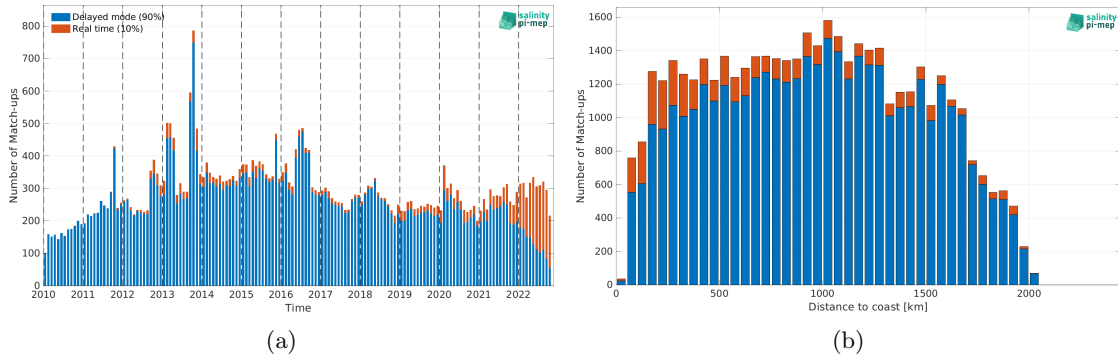 Number of Match-ups
800
700
600
500
400
300
200
100
0
Delayed mode (90%)
Real time (10%)
salinity
pi-mep
2010 2011 2012 2013 2014 2015 2016 2017 2018 2019 2020 2021 2022
Time
(a)
Number of Match-ups
1600
1400
1200
1000
800
600
400
200
0
salinity
pi-mep
0 500 1000 1500 2000
Distance to coast [km]
(b)